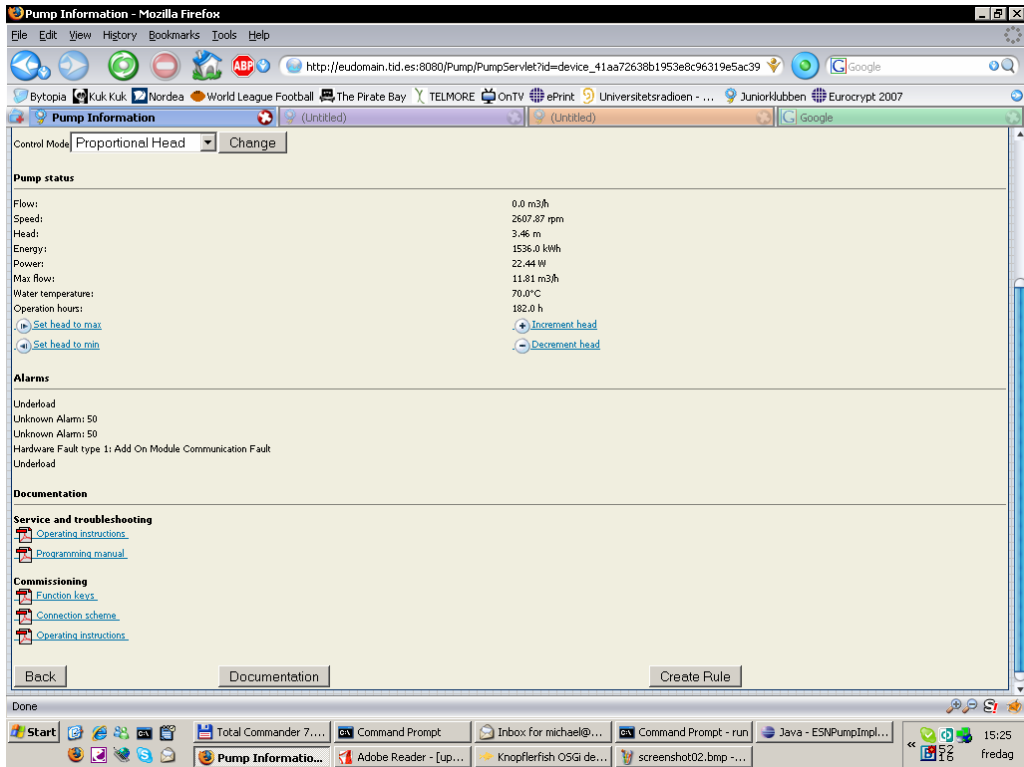 Pump Information - Mozilla Firefox
File Edit View History Bookmarks Tools Help
ABP http://eudomain.tid.es:8080/Pump/PumpServlet?id=device_41aa72638b1953e8c96319e5ac39 G Google
Bytopia Kuk Kuk Nordea World League Football The Pirate Bay TELMORE OnTV ePrint Universitetsradioen - ... Juniorklubben Eurocrypt 2007
Pump Information (Untitled) (Untitled) G Google
Control Mode Proportional Head Change
Pump status
Flow: 0.0 m3/h
Speed: 2607.87 rpm
Head: 3.46 m
Energy: 1536.0 kWh
Power: 22.44 W
Max flow: 11.81 m3/h
Water temperature: 70.0°C
Operation hours: 182.0 h
Set head to max Increment head
Set head to min Decrement head
Alarms
Underload
Unknown Alarm: 50
Unknown Alarm: 50
Hardware Fault type 1: Add On Module Communication Fault
Underload
Documentation
Service and troubleshooting
Operating instructions
Programming manual
Commissioning
Function keys
Connection scheme
Operating instructions
Back Documentation Create Rule
Done
Start Total Commander 7.... Command Prompt Inbox for michael@... Command Prompt - run Java - ESNPumpImpl... 15:25
Pump Informatio... Adobe Reader - [up... Knopflerfish OSGi de... screenshot02.bmp -... 52 16 fredag